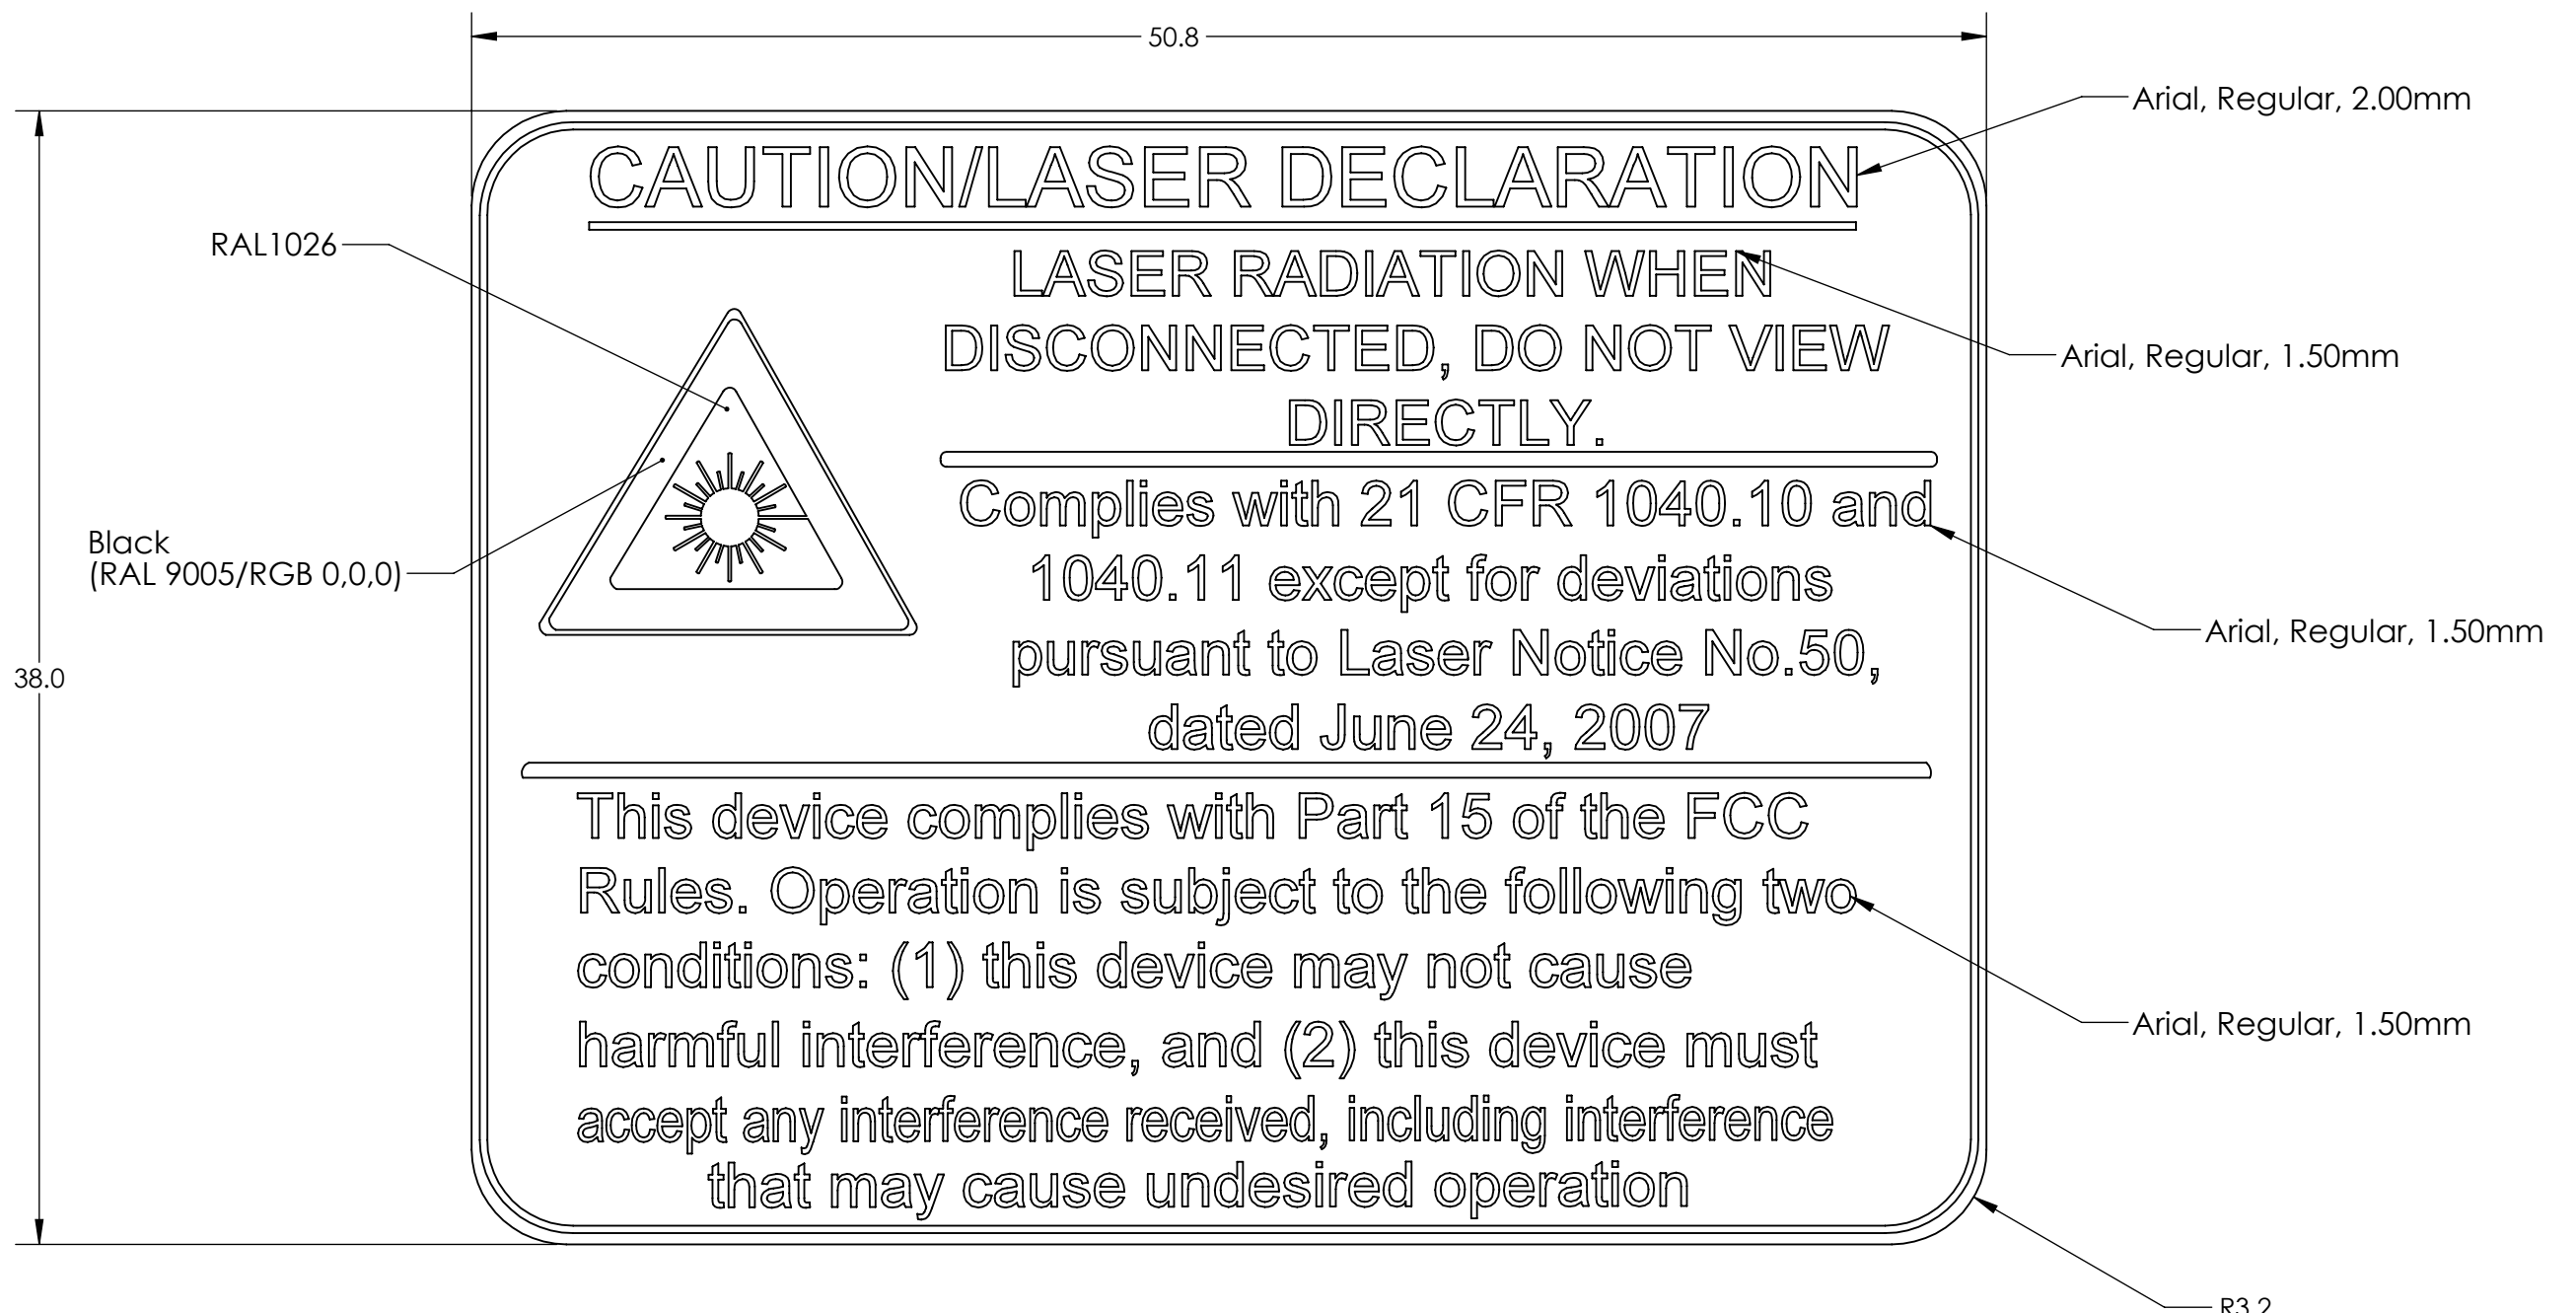 50.8
Arial, Regular, 2.00mm
CAUTION/LASER DECLARATION
RAL1026
LASER RADIATION WHEN
DISCONNECTED, DO NOT VIEW
DIRECTLY.
Arial, Regular, 1.50mm
Complies with 21 CFR 1040.10 and
1040.11 except for deviations
pursuant to Laser Notice No.50,
dated June 24, 2007
Black
(RAL 9005/RGB 0,0,0)
Arial, Regular, 1.50mm
38.0
This device complies with Part 15 of the FCC
Rules. Operation is subject to the following two
conditions: (1) this device may not cause
harmful interference, and (2) this device must
accept any interference received, including interference
that may cause undesired operation
Arial, Regular, 1.50mm
R3.2